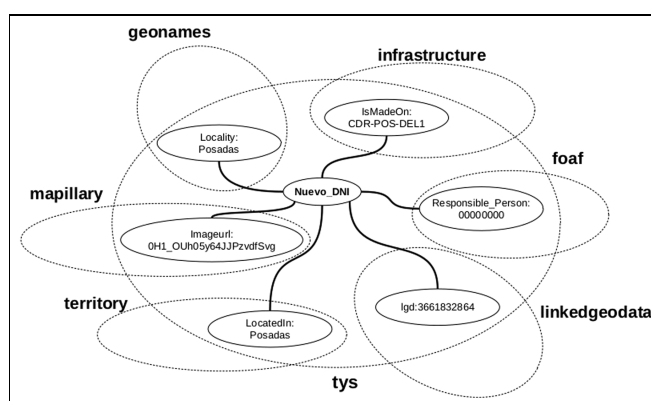 geonames
infrastructure
IsMadeOn:
CDR-POS-DEL1
Locality:
Posadas
foaf
Nuevo_DNI
mapillary
Responsible_Person:
00000000
Imageurl:
0H1_OUh05y64JJPzvdfSvg
territory
lgd:3661832864
linkedgeodata
LocatedIn:
Posadas
tys